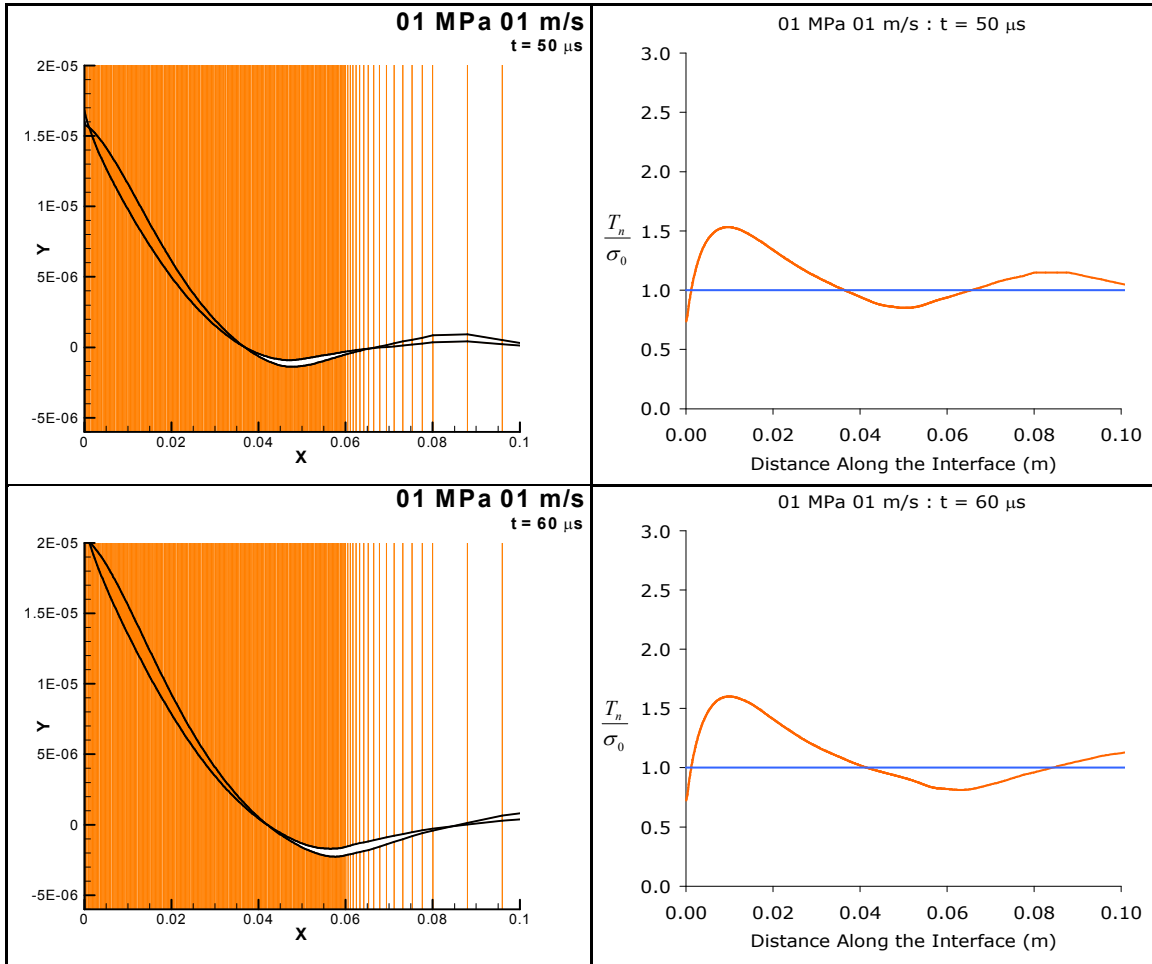 01 MPa 01 m/s
t = 50 μs
2E-05
1.5E-05
1E-05
5E-06
0
-5E-06
Y
0 0.02 0.04 0.06 0.08 0.1
X
01 MPa 01 m/s : t = 50 μs
3.0
2.5
2.0
1.5
1.0
0.5
0.0
Tn
σ0
0.00 0.02 0.04 0.06 0.08 0.10
Distance Along the Interface (m)
01 MPa 01 m/s
t = 60 μs
2E-05
1.5E-05
1E-05
5E-06
0
-5E-06
Y
0 0.02 0.04 0.06 0.08 0.1
X
01 MPa 01 m/s : t = 60 μs
3.0
2.5
2.0
1.5
1.0
0.5
0.0
Tn
σ0
0.00 0.02 0.04 0.06 0.08 0.10
Distance Along the Interface (m)